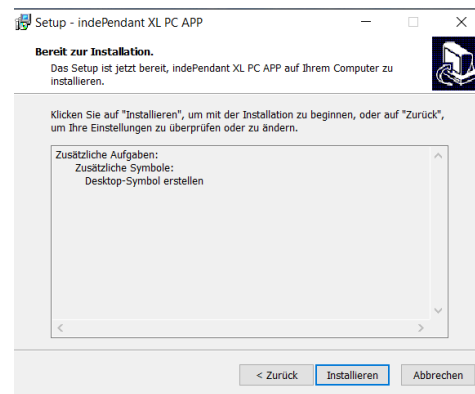 Setup - indePendant XL PC APP
Bereit zur Installation.
Das Setup ist jetzt bereit, indePendant XL PC APP auf Ihrem Computer zu
installieren.
Klicken Sie auf "Installieren", um mit der Installation zu beginnen, oder auf "Zurück",
um Ihre Einstellungen zu überprüfen oder zu ändern.
Zusätzliche Aufgaben:
Zusätzliche Symbole:
Desktop-Symbol erstellen
< Zurück Installieren Abbrechen